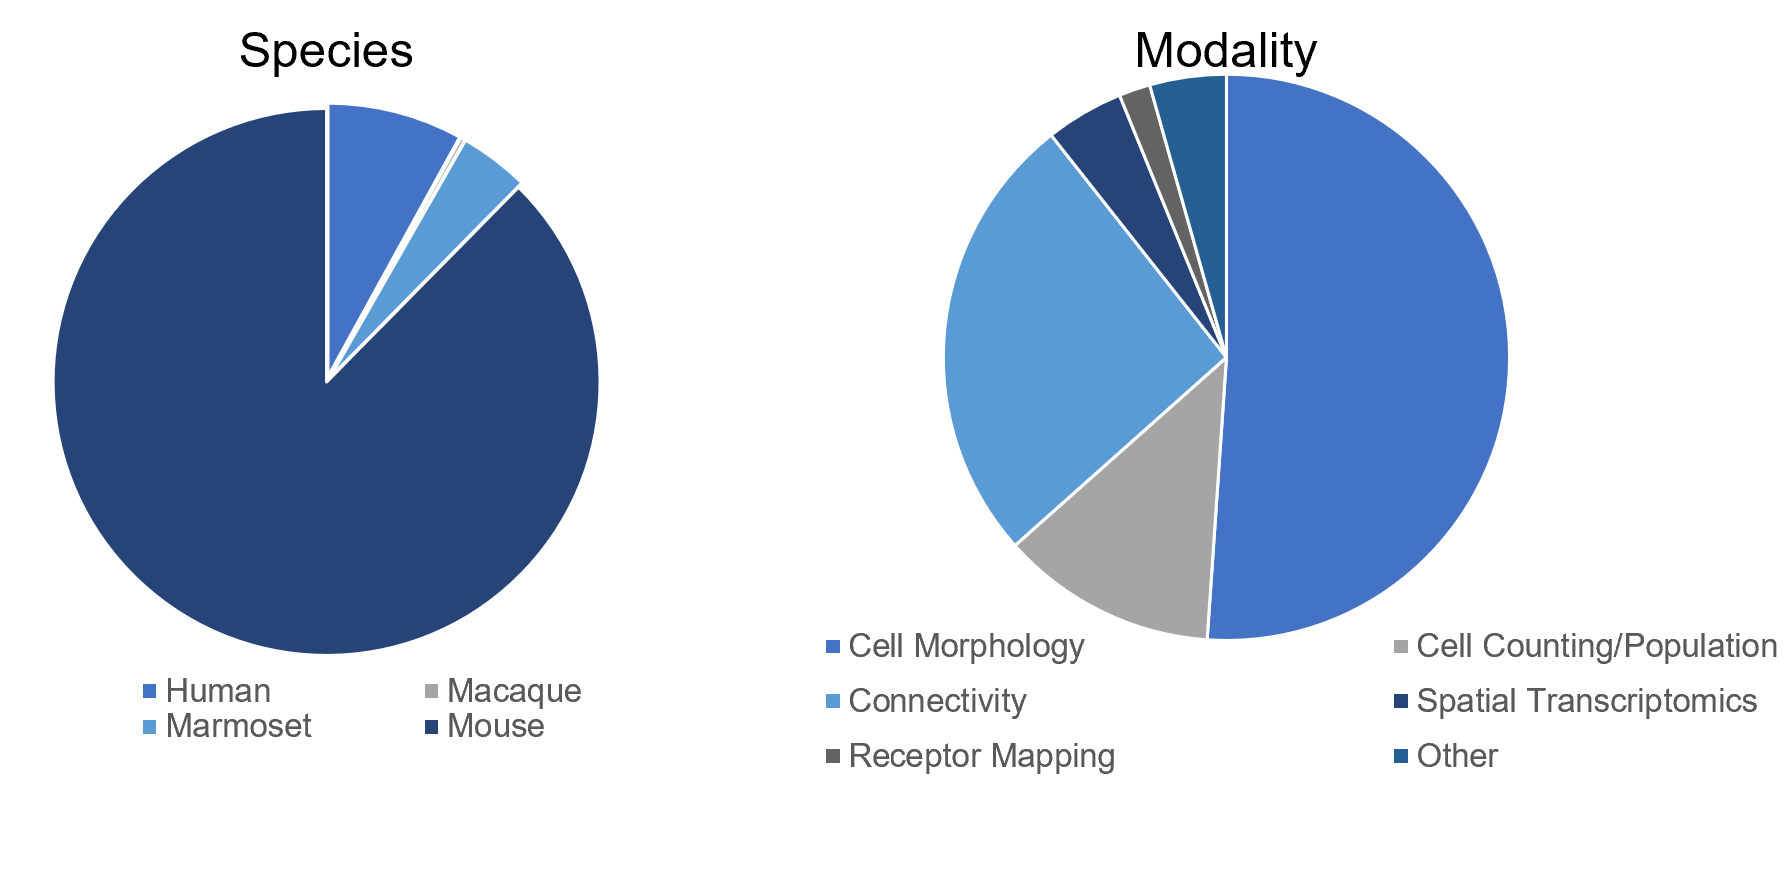 Species
Human
Macaque
Marmoset
Mouse
Modality
Cell Morphology
Cell Counting/Population
Connectivity
Spatial Transcriptomics
Receptor Mapping
Other